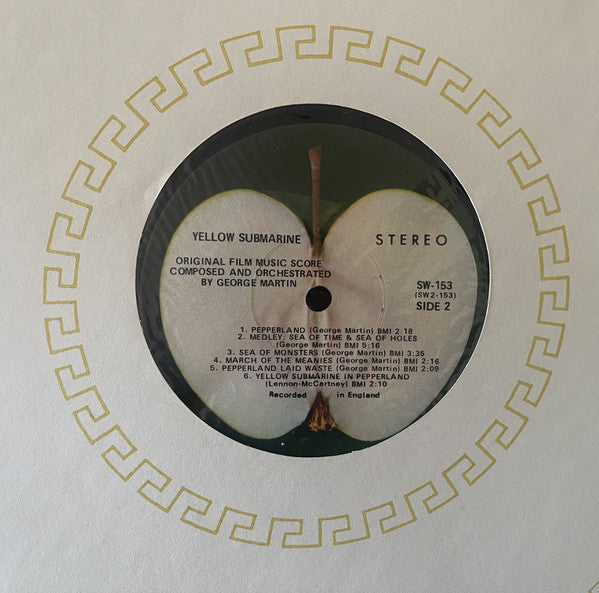 YELLOW SUBMARINE
STEREO
ORIGINAL FILM MUSIC SCORE
COMPOSED AND ORCHESTRATED
BY GEORGE MARTIN
SW-153
(SW2-153)
SIDE 2
1. PEPPERLAND (George Martin) BMI 2:18
2. MEDLEY: SEA OF TIME & SEA OF HOLES
(George Martin) BMI 5:16
3. SEA OF MONSTERS (George Martin) BMI 3:35
4. MARCH OF THE MEANIES (George Martin) BMI 2:16
5. PEPPERLAND LAID WASTE (George Martin) BMI 2:09
6. YELLOW SUBMARINE IN PEPPERLAND
(Lennon-McCartney) BMI 2:10
Recorded in England